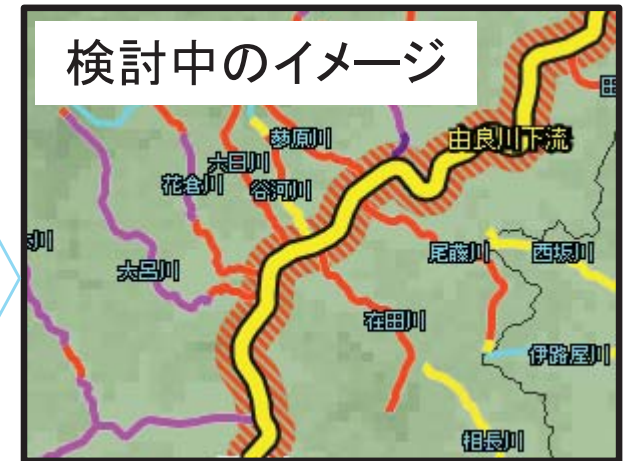 検討中のイメージ
由良川下流
蓼原川
大日川
花倉川
谷河川
大呂川
尾藤川
西坂川
在田川
伊路屋川
相長川